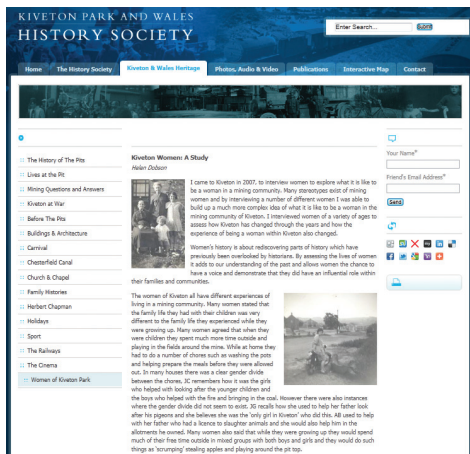 KIVETON PARK AND WALES
HISTORY SOCIETY
Enter Search...
Submit
Home
The History Society
Kiveton & Wales Heritage
Photos, Audio & Video
Publications
Interactive Map
Contact
The History of The Pits
Lives at the Pit
Mining Questions and Answers
Kiveton at War
Before The Pits
Buildings & Architecture
Carnival
Chesterfield Canal
Church & Chapel
Family Histories
Herbert Chapman
Holidays
Sport
The Railways
The Cinema
Women of Kiveton Park
Kiveton Women: A Study
Helen Dobson
I came to Kiveton in 2007, to interview women to explore what it is like to
be a woman in a mining community. Many stereotypes exist of mining
women and by interviewing a number of different women I was able to
build up a much more complex idea of what it is like to be a woman in the
mining community of Kiveton. I interviewed women of a variety of ages to
assess how Kiveton has changed through the years and how the
experience of being a woman within Kiveton also changed.
Women's history is about rediscovering parts of history which have
previously been overlooked by historians. By assessing the lives of women
it adds to our understanding of the past and allows women the chance to
have a voice and demonstrate that they did have an influential role within
their families and communities.
The women of Kiveton all have different experiences of
living in a mining community. Many women stated that
the family life they had with their children was very
different to the family life they experienced while they
were growing up. Many women agreed that when they
were children they spent much more time outside and
playing in the fields around the mine. While at home they
had to do a number of chores such as washing the pots
and helping prepare the meals before they were allowed
out. In many houses there was a clear gender divide
between the chores, JC remembers how it was the girls
who helped with looking after the younger children and
the boys who helped with the fire and bringing in the coal. However there were also instances
where the gender divide did not seem to exist. JG recalls how she used to help her father look
after his pigeons and she believes she was the 'only girl in Kiveton' who did this. AB used to help
with her father who had a licence to slaughter animals and she would also help him in the
allotments he owned. Many women also said that while they were growing up they would spend
much of their free time outside in mixed groups with both boys and girls and they would do such
things as 'scrumping' stealing apples and playing around the pit top.
Your Name*
Friend's Email Address*
Send